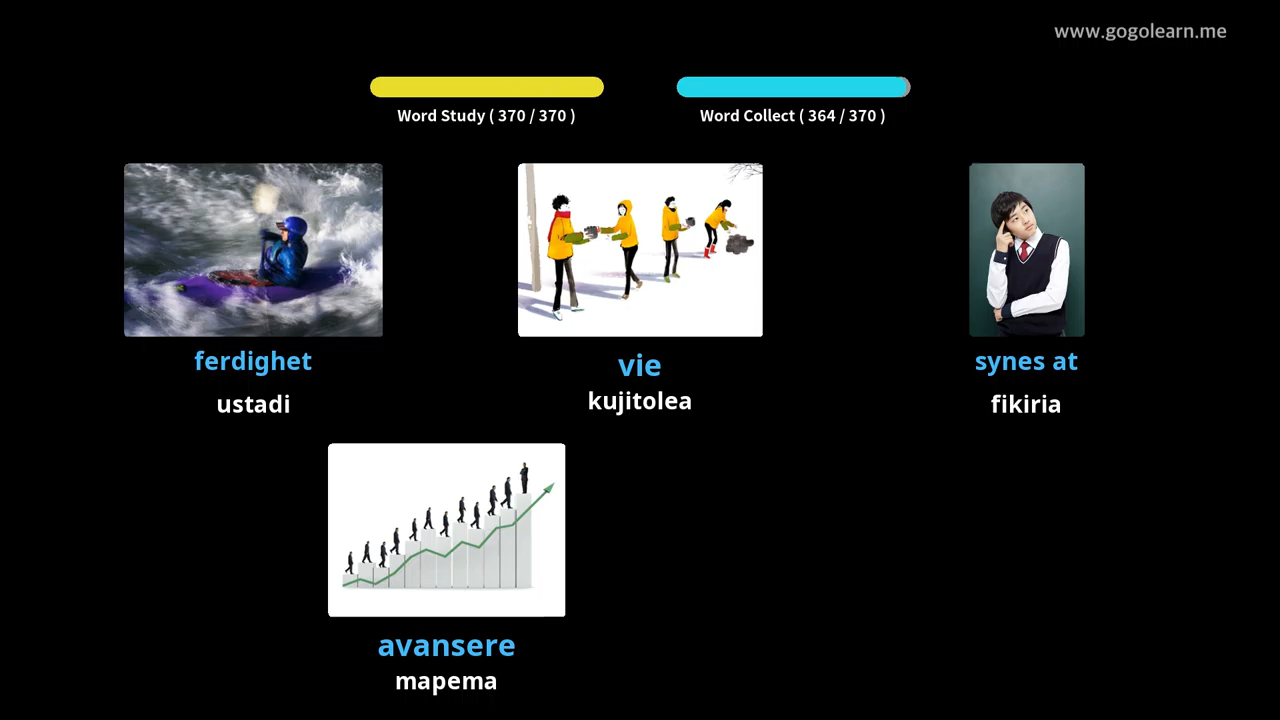 www.gogolearn.me
Word Study ( 370 / 370 )
Word Collect ( 364 / 370 )
ferdighet
ustadi
vie
kujitolea
synes at
fikiria
avansere
mapema